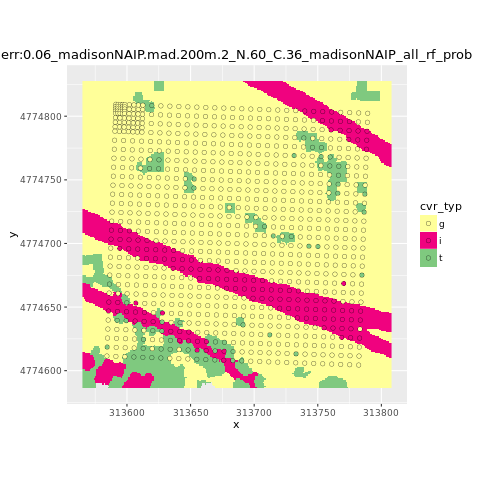 err:0.06_madisonNAIP.mad.200m.2_N.60_C.36_madisonNAIP_all_rf_prob
4774800
4774750
4774700
4774650
4774600
y
313600 313650 313700 313750 313800
x
cvr_typ
g
i
t